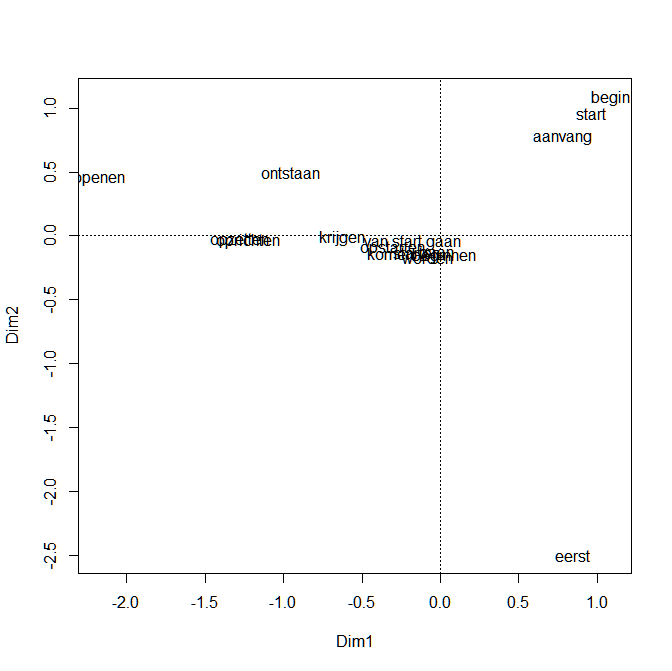 begin
start
aanvang
ontstaan
openen
krijgen
van start gaan
opstarten
worden
eerst
1.0
0.5
0.0
-0.5
-1.0
-1.5
-2.0
-2.5
Dim2
-2.0 -1.5 -1.0 -0.5 0.0 0.5 1.0
Dim1